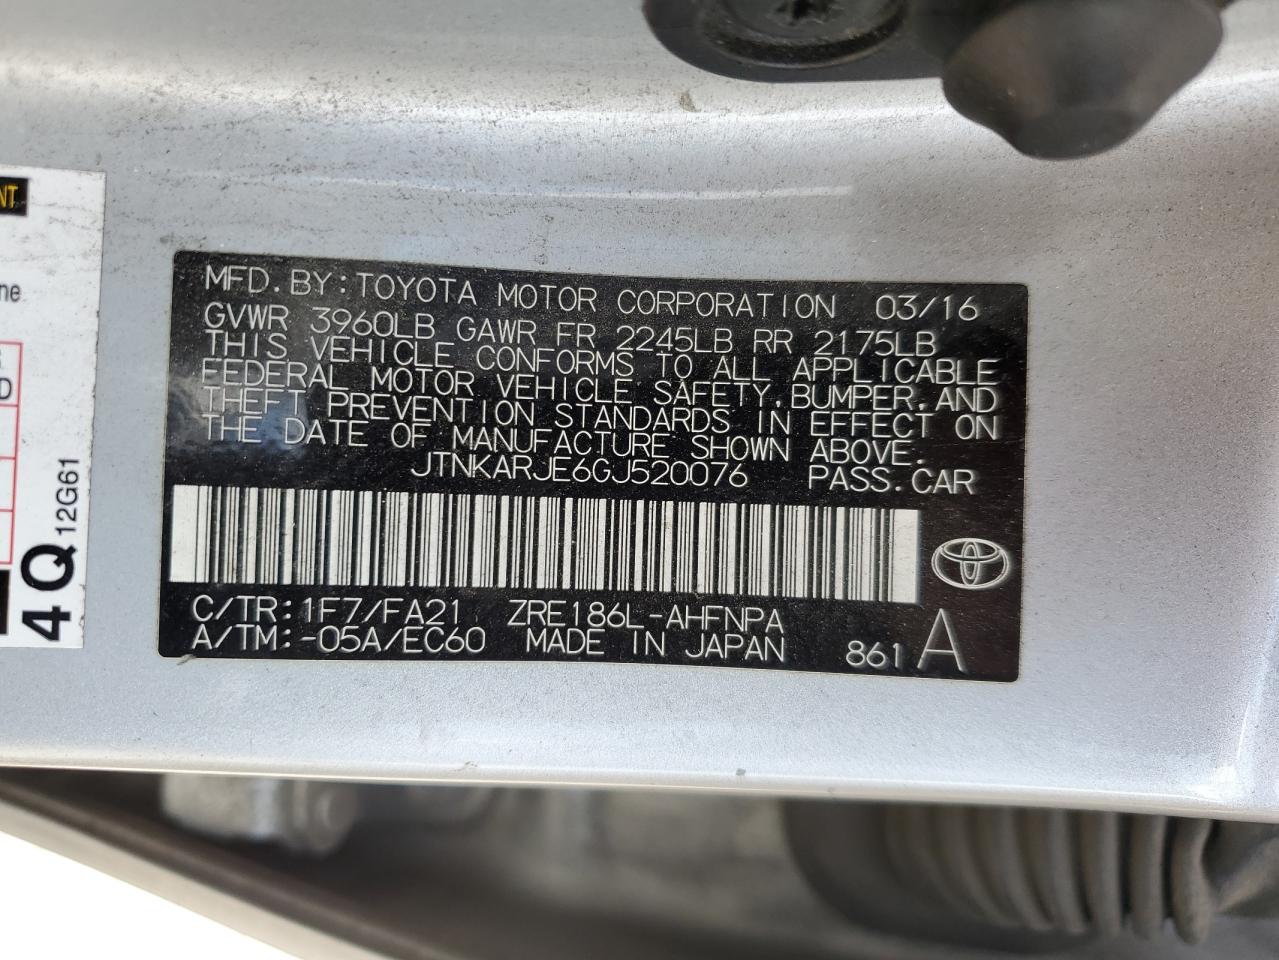 NT
ne
D
4Q 12G61
MFD. BY: TOYOTA MOTOR CORPORATION 03/16
GVWR 3960LB GAWR FR 2245LB RR 2175LB
THIS VEHICLE CONFORMS TO ALL APPLICABLE
FEDERAL MOTOR VEHICLE SAFETY, BUMPER, AND
THEFT PREVENTION STANDARDS IN EFFECT ON
THE DATE OF MANUFACTURE SHOWN ABOVE.
JTNKARJE6GJ520076 PASS. CAR
C/TR: 1F7/FA21 ZRE186L-AHFNPA
A/TM: -05A/EC60 MADE IN JAPAN 861 A